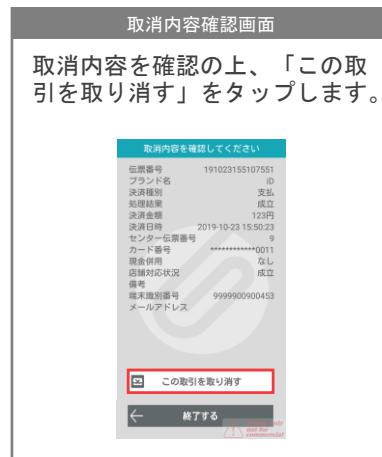 取消内容確認画面
取消内容を確認の上、「この取
引を取り消す」をタップします。
取消内容を確認してください
伝票番号 191023155107551
ブランド名 iD
決済種別 支払
処理結果 成立
決済金額 123円
決済日時 2019-10-23 15:50:23
センター伝票番号 9
カード番号 ************0011
現金併用 なし
店舗対応状況 成立
備考
端末識別番号 9999900900453
メールアドレス
この取引を取り消す
終了する
not for
commercial